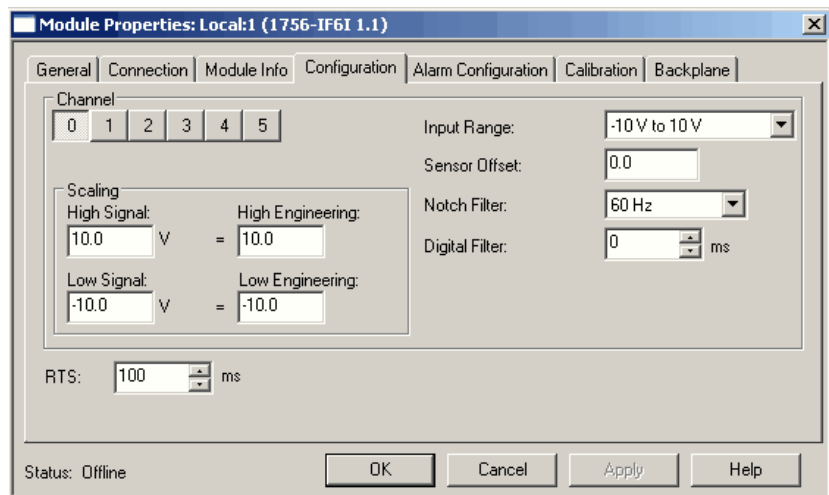 Module Properties: Local:1 (1756-IF6I 1.1)
General Connection Module Info Configuration Alarm Configuration Calibration Backplane
Channel
0 1 2 3 4 5
Input Range: -10 V to 10 V
Sensor Offset: 0.0
Scaling
Notch Filter: 60 Hz
High Signal: High Engineering:
10.0 V = 10.0
Digital Filter: 0 ms
Low Signal: Low Engineering:
-10.0 V = -10.0
RTS: 100 ms
Status: Offline OK Cancel Apply Help